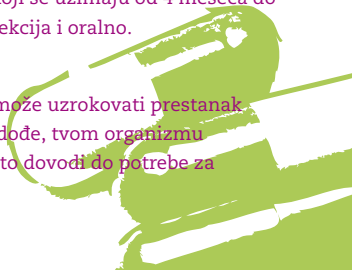 koji se uzimaju od 4 meseca do
ekcija i oralno.
može uzrokovati prestanak
dođe, tvom organizmu
to dovodi do potrebe za